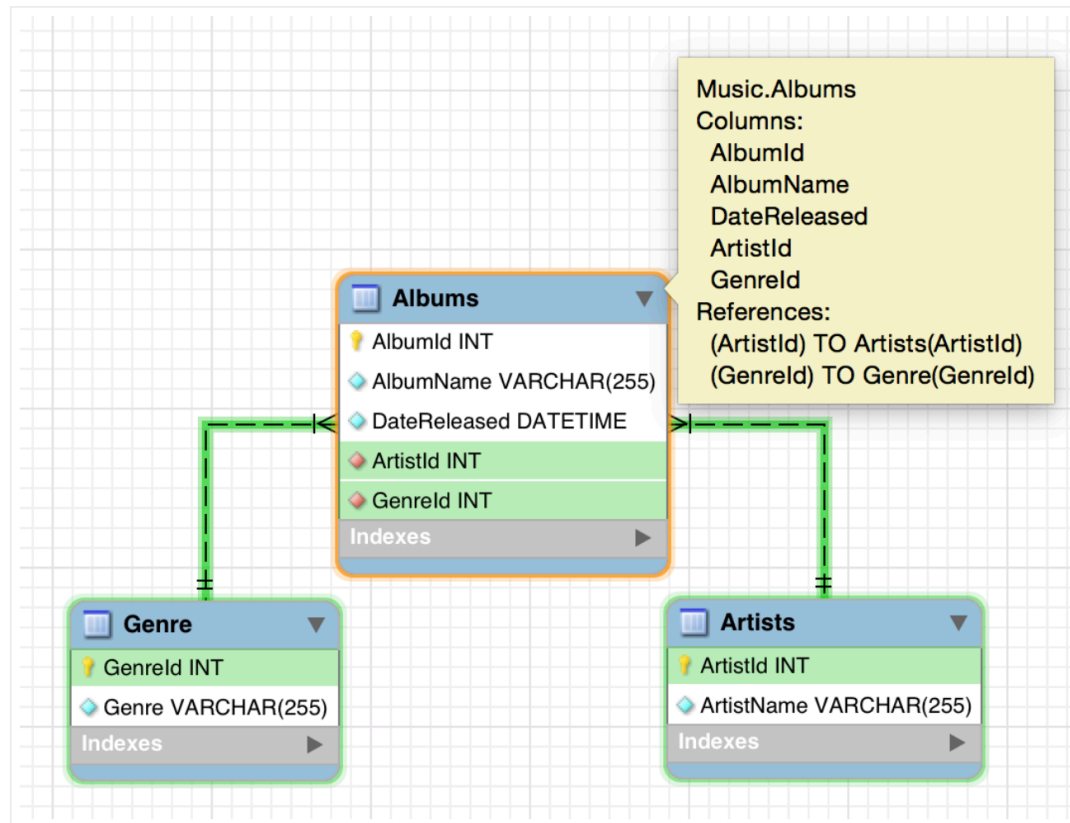 Music.Albums
Columns:
AlbumId
AlbumName
DateReleased
ArtistId
GenreId
References:
(ArtistId) TO Artists(ArtistId)
(GenreId) TO Genre(GenreId)
Albums
AlbumId INT
AlbumName VARCHAR(255)
DateReleased DATETIME
ArtistId INT
GenreId INT
Indexes
Genre
GenreId INT
Genre VARCHAR(255)
Indexes
Artists
ArtistId INT
ArtistName VARCHAR(255)
Indexes